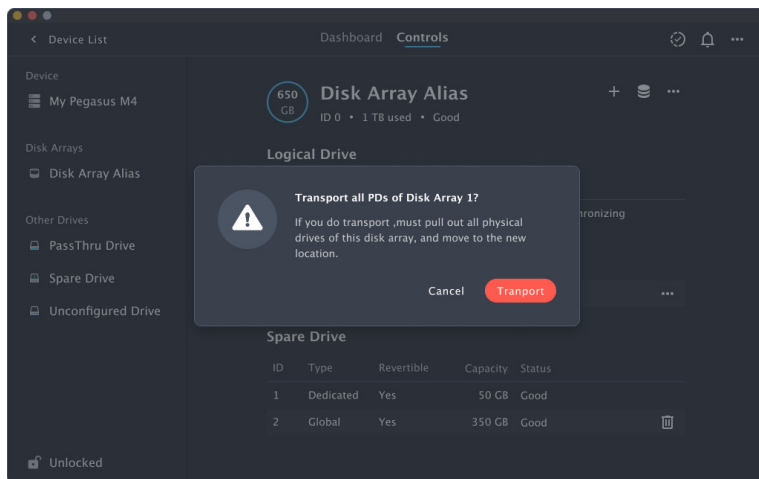 Device List
Dashboard Controls
Device
My Pegasus M4
Disk Arrays
Disk Array Alias
Other Drives
PassThru Drive
Spare Drive
Unconfigured Drive
Unlocked
650
GB
Disk Array Alias
ID 0 • 1 TB used • Good
Logical Drive
hronizing
Transport all PDs of Disk Array 1?
If you do transport ,must pull out all physical
drives of this disk array, and move to the new
location.
Cancel Tranport
Spare Drive
ID Type Revertible Capacity Status
1 Dedicated Yes 50 GB Good
2 Global Yes 350 GB Good